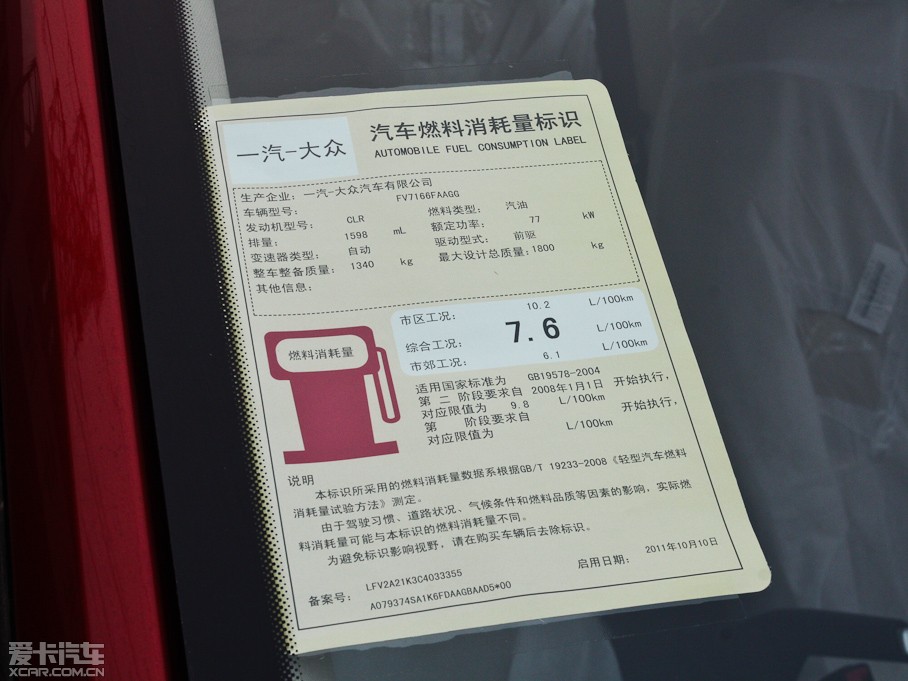 一汽-大众
汽车燃料消耗量标识
AUTOMOBILE FUEL CONSUMPTION LABEL
生产企业：一汽-大众汽车有限公司
车辆型号： FV7166FAAGG
发动机型号： CLR 燃料类型： 汽油
排量： 1598 mL 额定功率： 77 kW
变速器类型： 自动 驱动型式： 前驱
整车整备质量： 1340 kg 最大设计总质量：1800 kg
其他信息：
燃料消耗量
市区工况： 10.2 L/100km
综合工况： 7.6 L/100km
市郊工况： 6.1 L/100km
适用国家标准为 GB19578-2004
第 二 阶段要求自 2008年1月1日 开始执行，
对应限值为 9.8 L/100km
第 阶段要求自 开始执行，
对应限值为 L/100km
说明
本标识所采用的燃料消耗量数据系根据GB/T 19233-2008《轻型汽车燃料
消耗量试验方法》测定。
由于驾驶习惯、道路状况、气候条件和燃料品质等因素的影响，实际燃
料消耗量可能与本标识的燃料消耗量不同。
为避免标识影响视野，请在购买车辆后去除标识。
备案号： LFV2A21K3C4033355 启用日期： 2011年10月10日
A079374SA1K6FDAAGBAAD5*00
爱卡汽车
XCAR.COM.CN